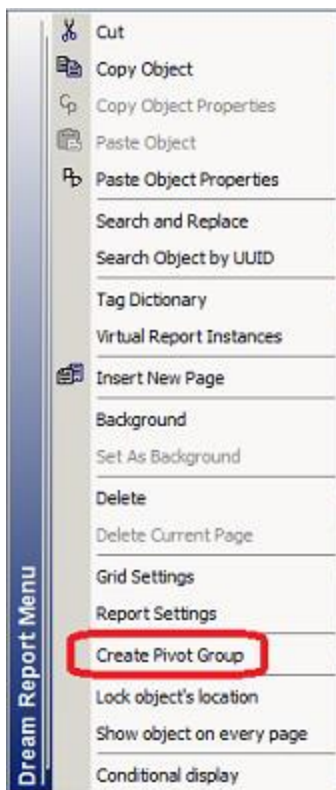 Cut
Copy Object
Copy Object Properties
Paste Object
Paste Object Properties
Search and Replace
Search Object by UUID
Tag Dictionary
Virtual Report Instances
Insert New Page
Background
Set As Background
Delete
Delete Current Page
Grid Settings
Report Settings
Create Pivot Group
Lock object's location
Show object on every page
Conditional display
Dream Report Menu